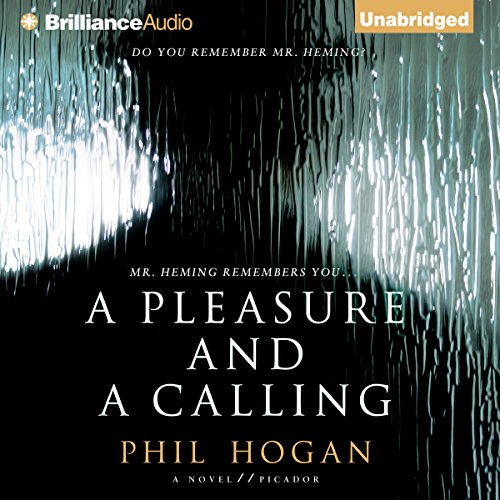 BrillianceAudio
Unabridged
DO YOU REMEMBER MR. HEMING?
MR. HEMING REMEMBERS YOU...
A PLEASURE
AND
A CALLING
PHIL HOGAN
A NOVEL // PICADOR